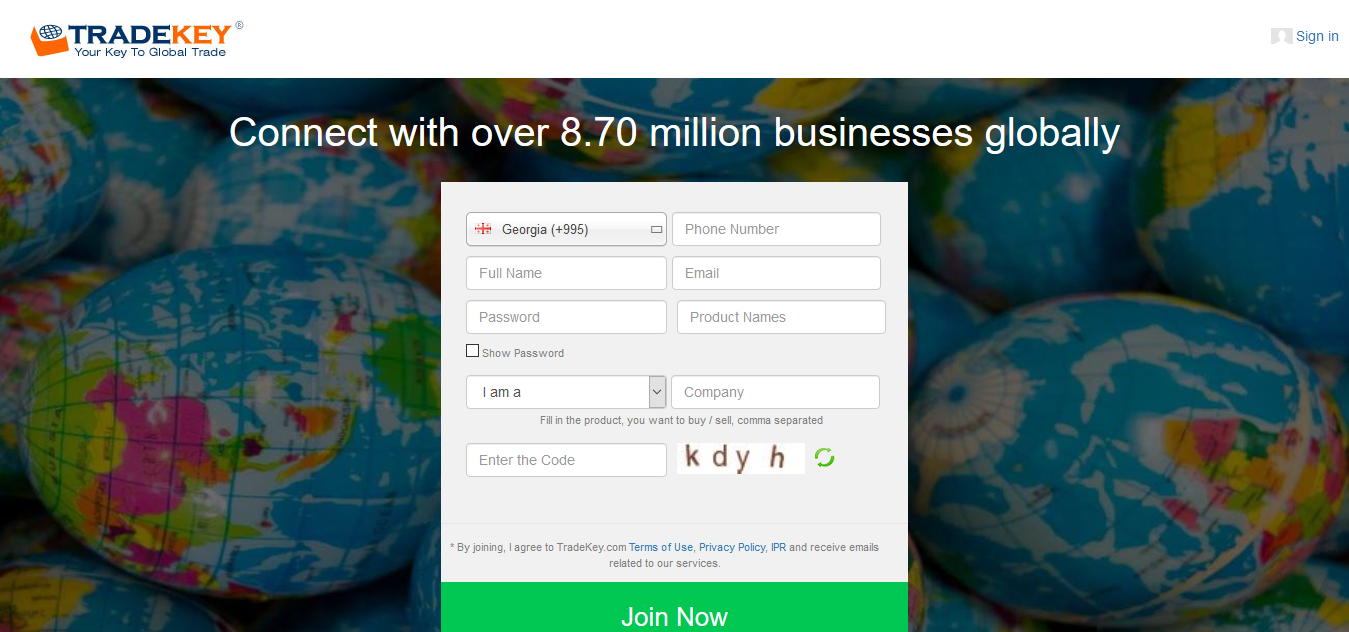 TRADEKEY®
Your Key To Global Trade
Sign in
Connect with over 8.70 million businesses globally
Georgia (+995)
Phone Number
Full Name
Email
Password
Product Names
Show Password
I am a
Company
Fill in the product, you want to buy / sell, comma separated
Enter the Code
k d y h
* By joining, I agree to TradeKey.com Terms of Use, Privacy Policy, IPR and receive emails
related to our services.
Join Now